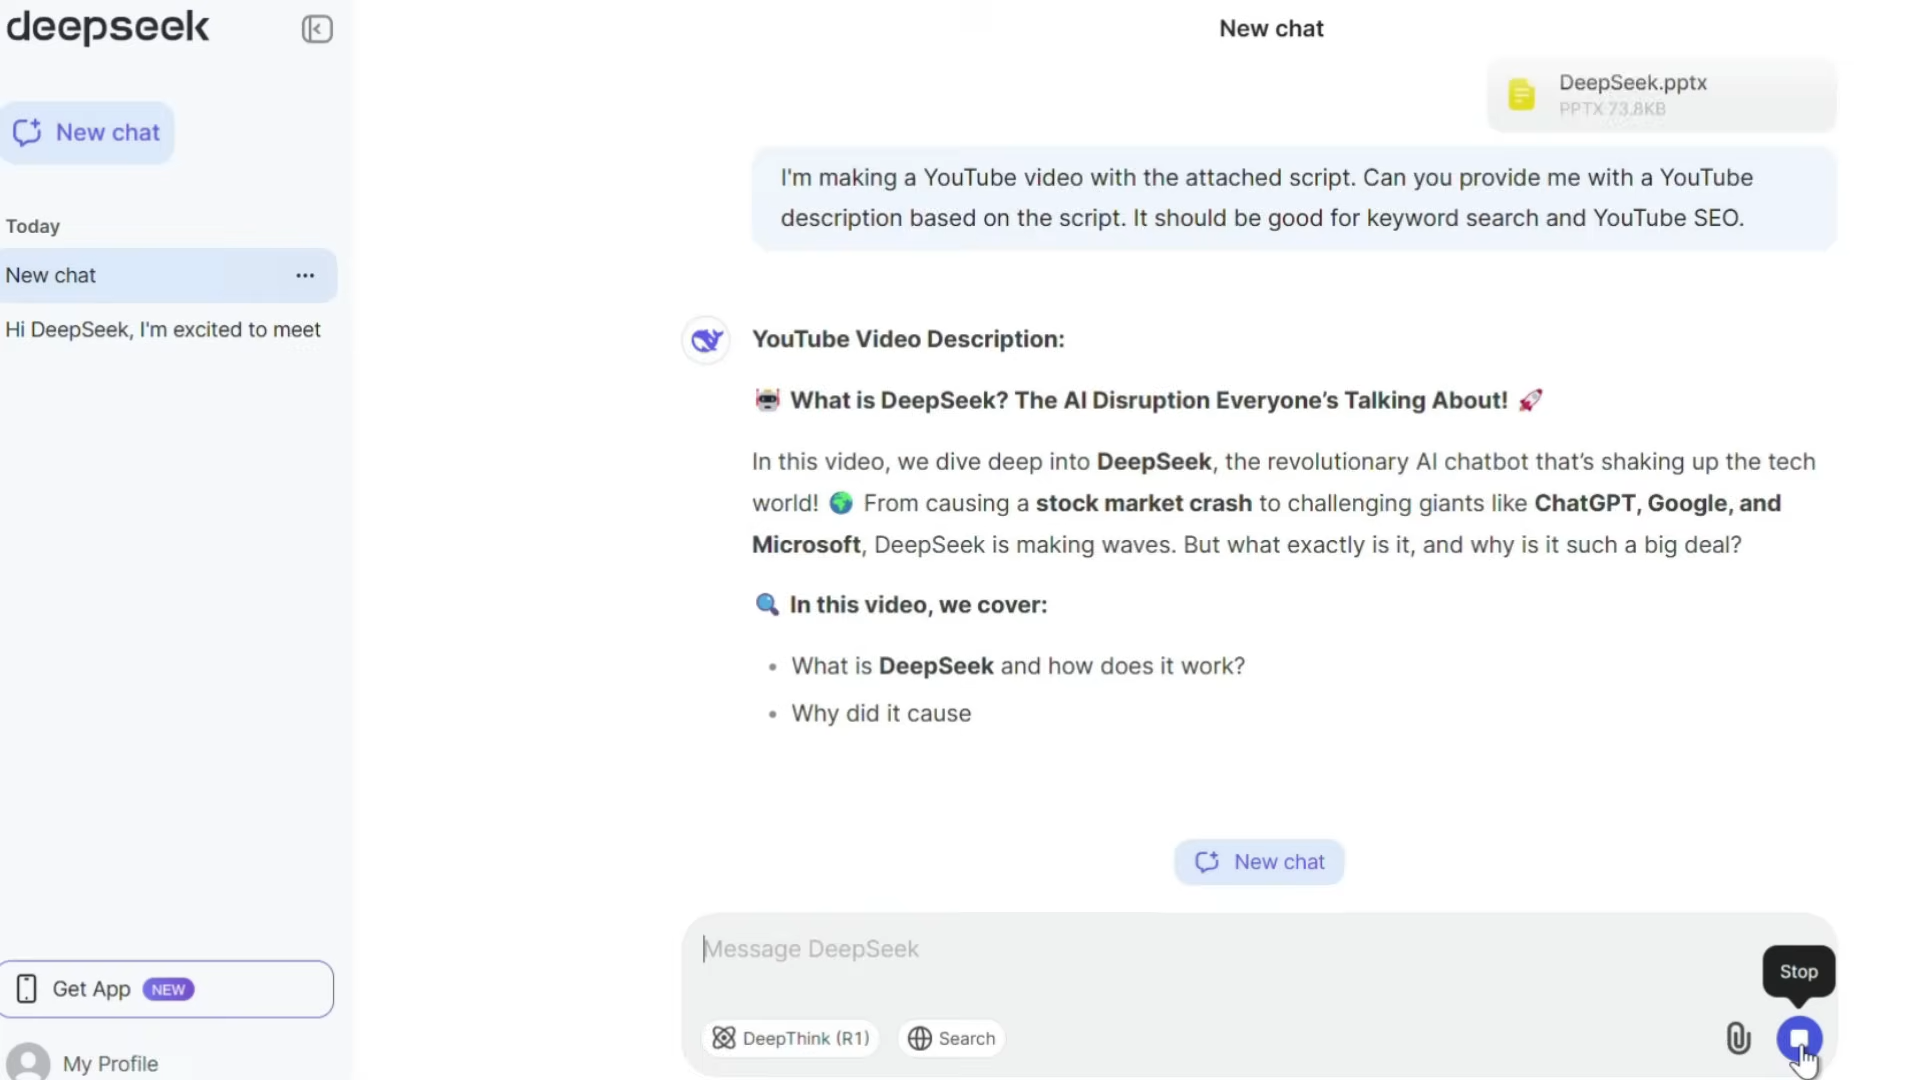 deepseek
New chat
Today
New chat
Hi DeepSeek, I'm excited to meet
Get App NEW
My Profile
New chat
DeepSeek.pptx
PPTX 73.8KB
I'm making a YouTube video with the attached script. Can you provide me with a YouTube
description based on the script. It should be good for keyword search and YouTube SEO.
YouTube Video Description:
🤖 What is DeepSeek? The AI Disruption Everyone’s Talking About! 🚀
In this video, we dive deep into DeepSeek, the revolutionary AI chatbot that’s shaking up the tech
world! 🌍 From causing a stock market crash to challenging giants like ChatGPT, Google, and
Microsoft, DeepSeek is making waves. But what exactly is it, and why is it such a big deal?
🔍 In this video, we cover:
• What is DeepSeek and how does it work?
• Why did it cause
New chat
Message DeepSeek
Stop
DeepThink (R1)
Search